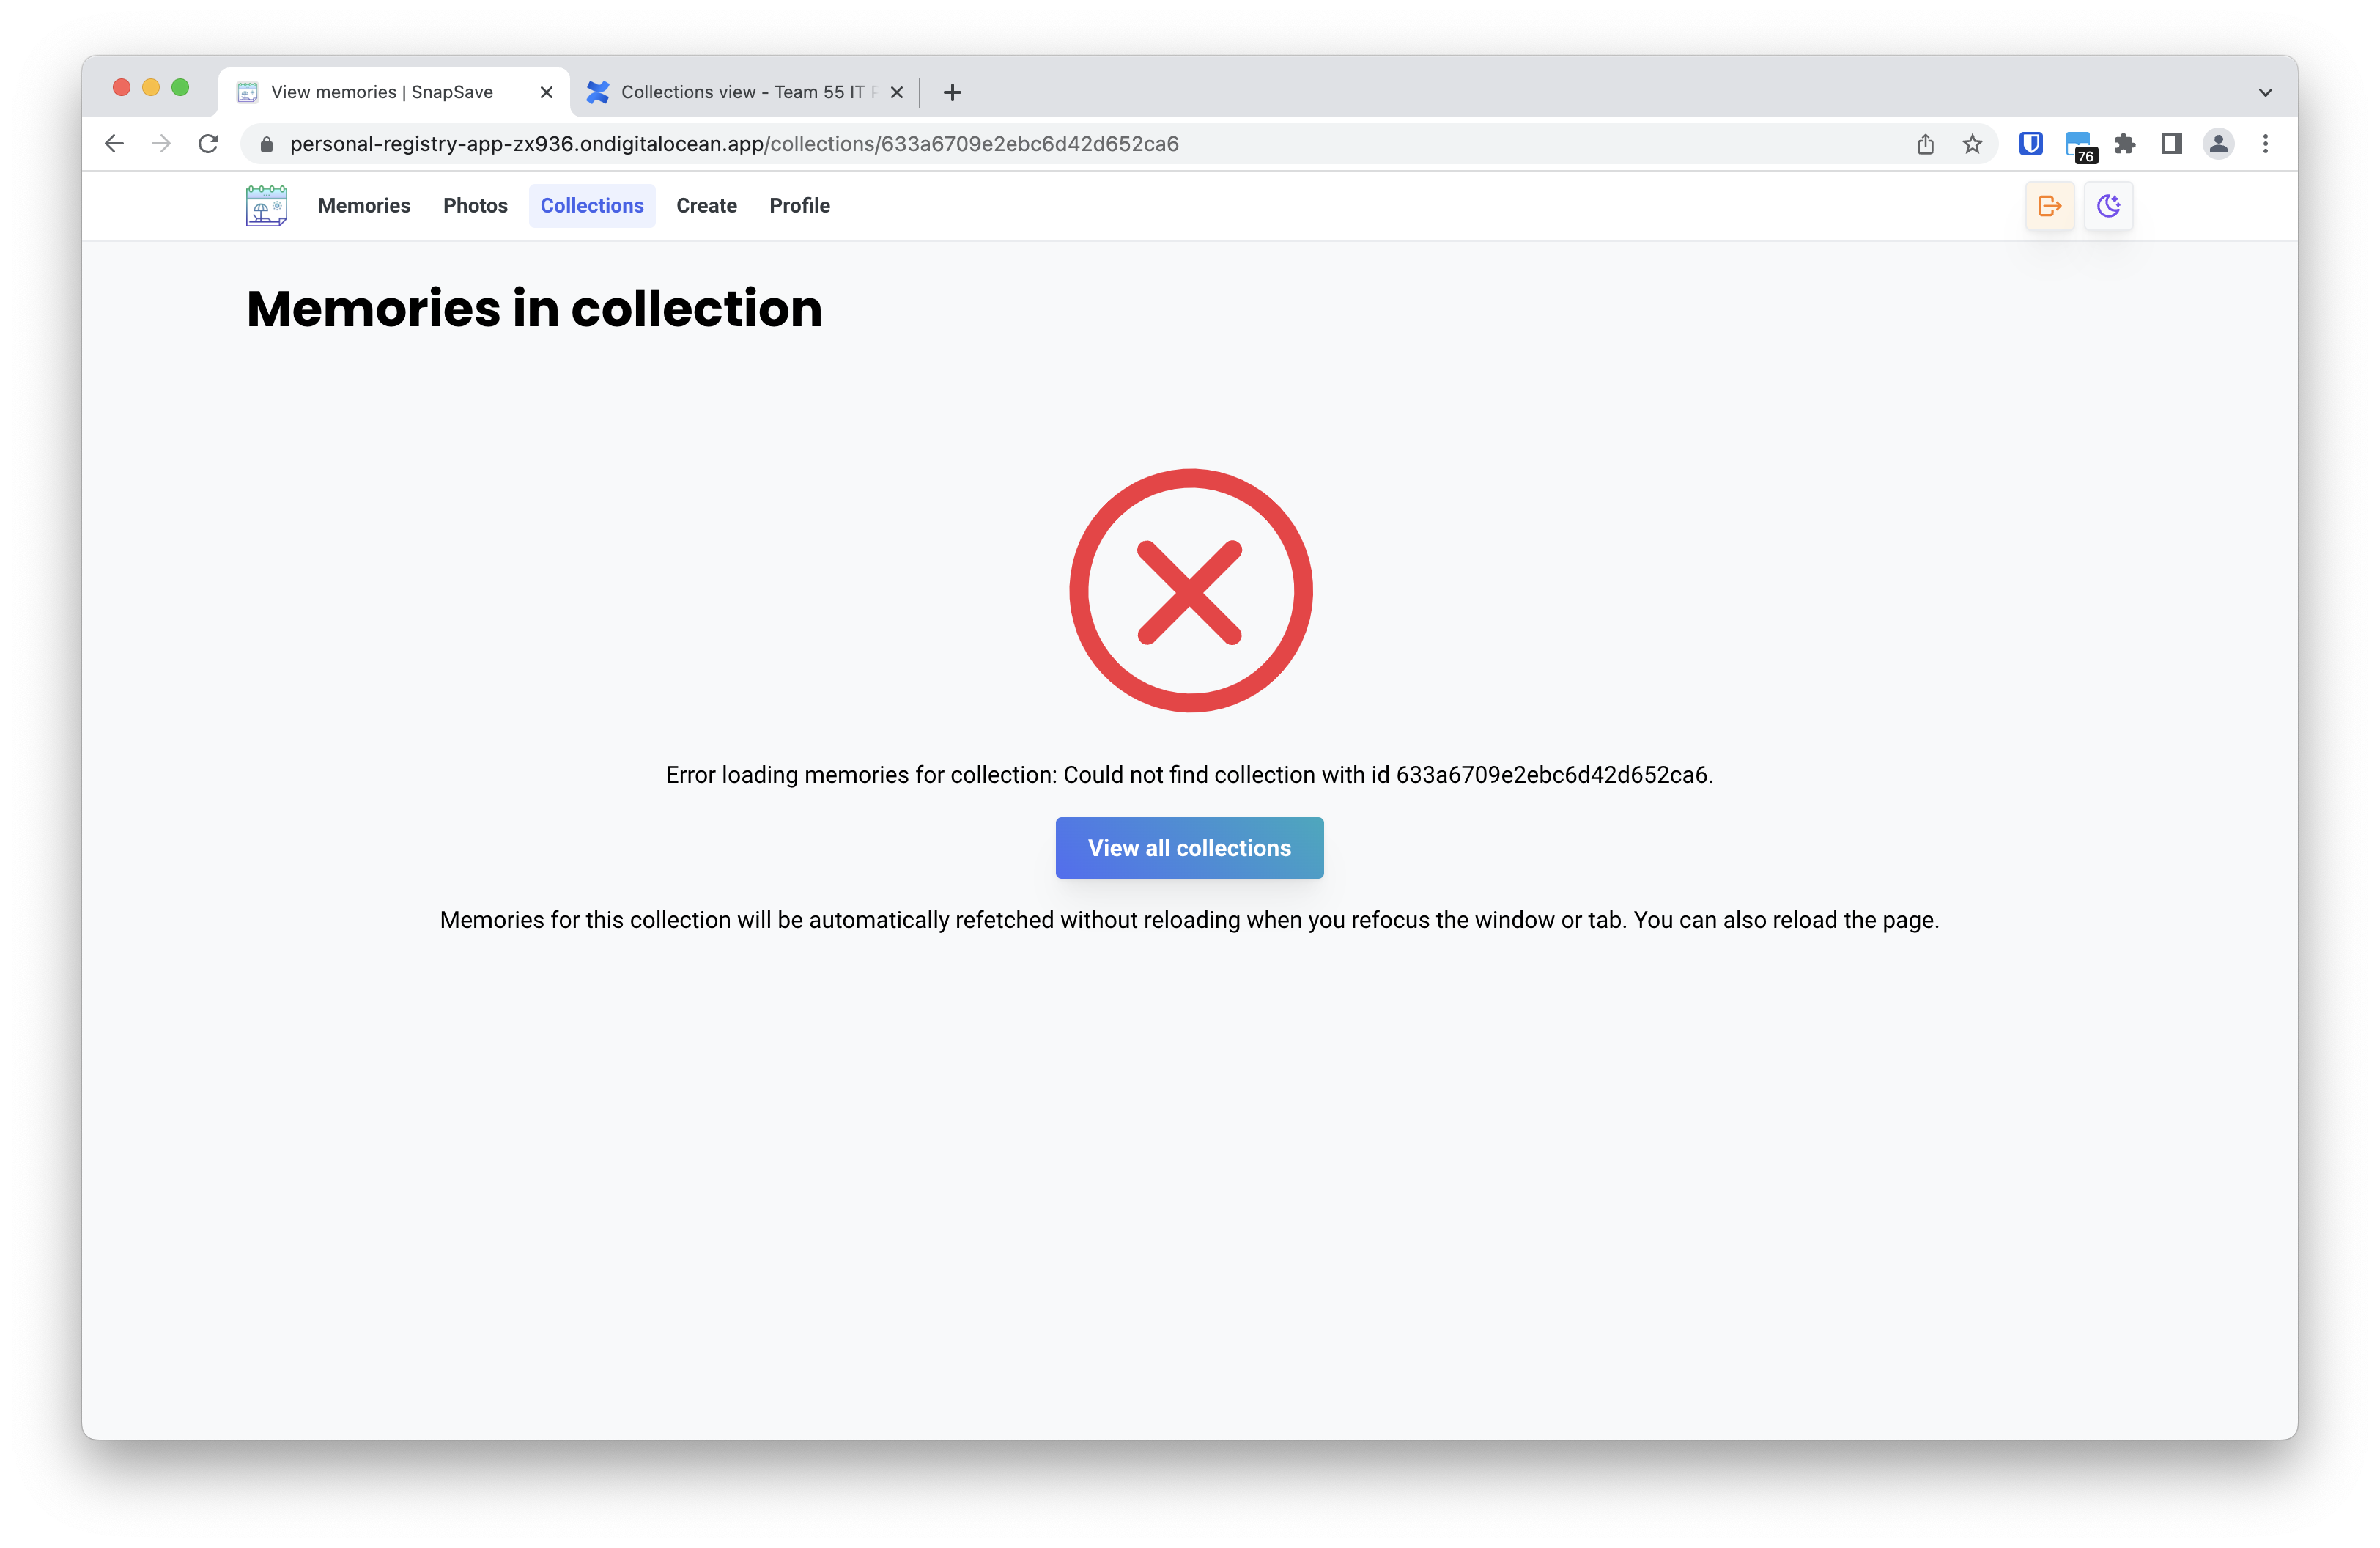 View memories | SnapSave
Collections view - Team 55 IT
personal-registry-app-zx936.ondigitalocean.app/collections/633a6709e2ebc6d42d652ca6
76
Memories Photos Collections Create Profile
Memories in collection
Error loading memories for collection: Could not find collection with id 633a6709e2ebc6d42d652ca6.
View all collections
Memories for this collection will be automatically refetched without reloading when you refocus the window or tab. You can also reload the page.